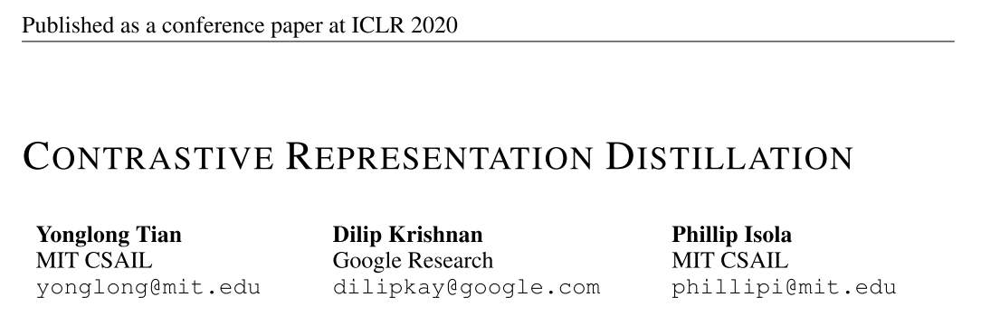 Published as a conference paper at ICLR 2020
CONTRASTIVE REPRESENTATION DISTILLATION
Yonglong Tian Dilip Krishnan Phillip Isola
MIT CSAIL Google Research MIT CSAIL
yonglong@mit.edu dilipkay@google.com phillipi@mit.edu